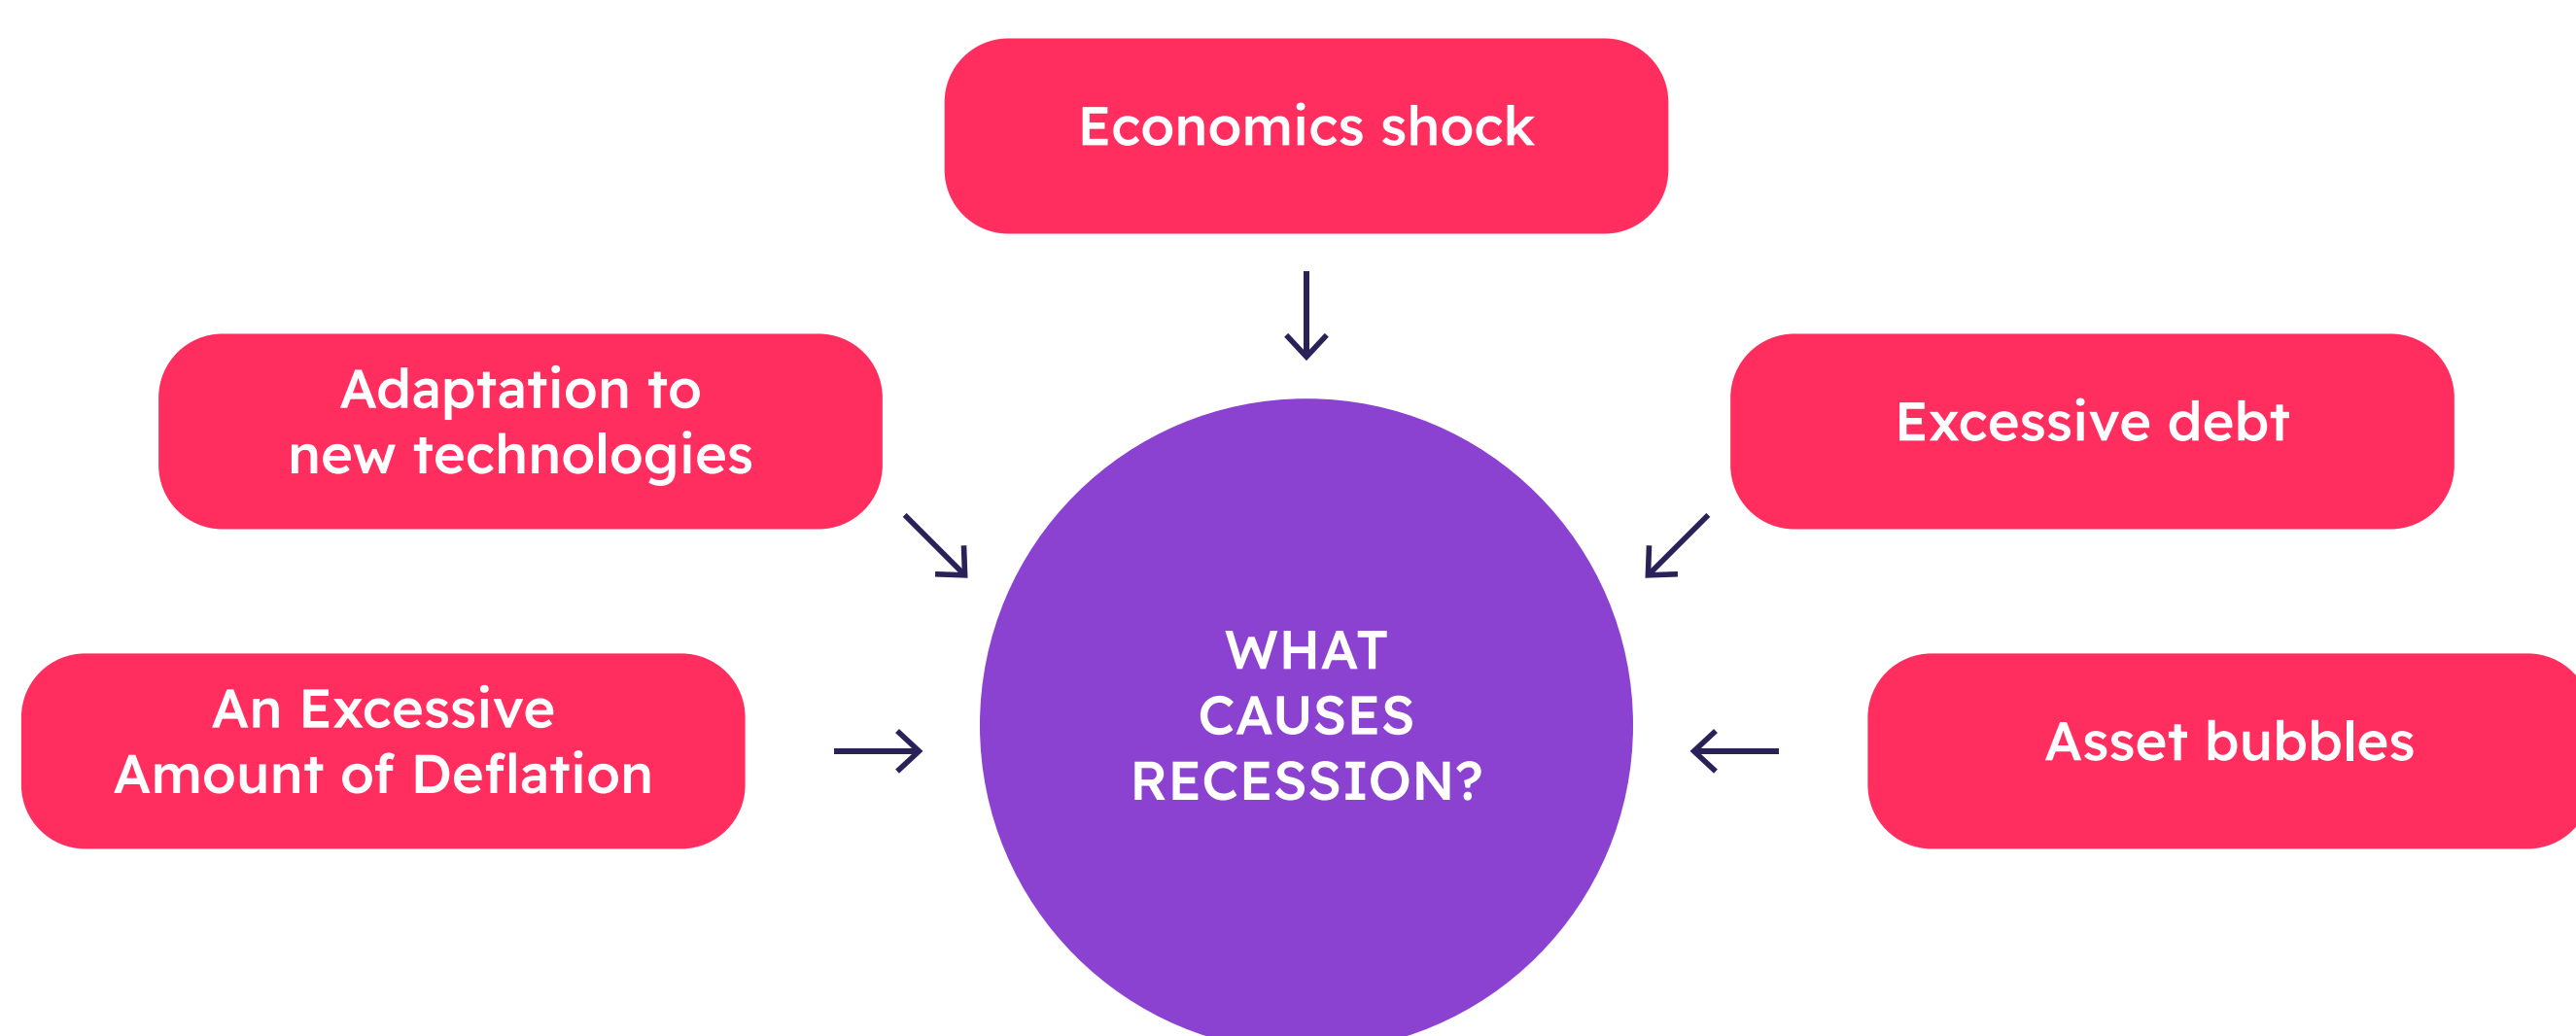 Economics shock
Adaptation to
new technologies
Excessive debt
An Excessive
Amount of Deflation
WHAT
CAUSES
RECESSION?
Asset bubbles